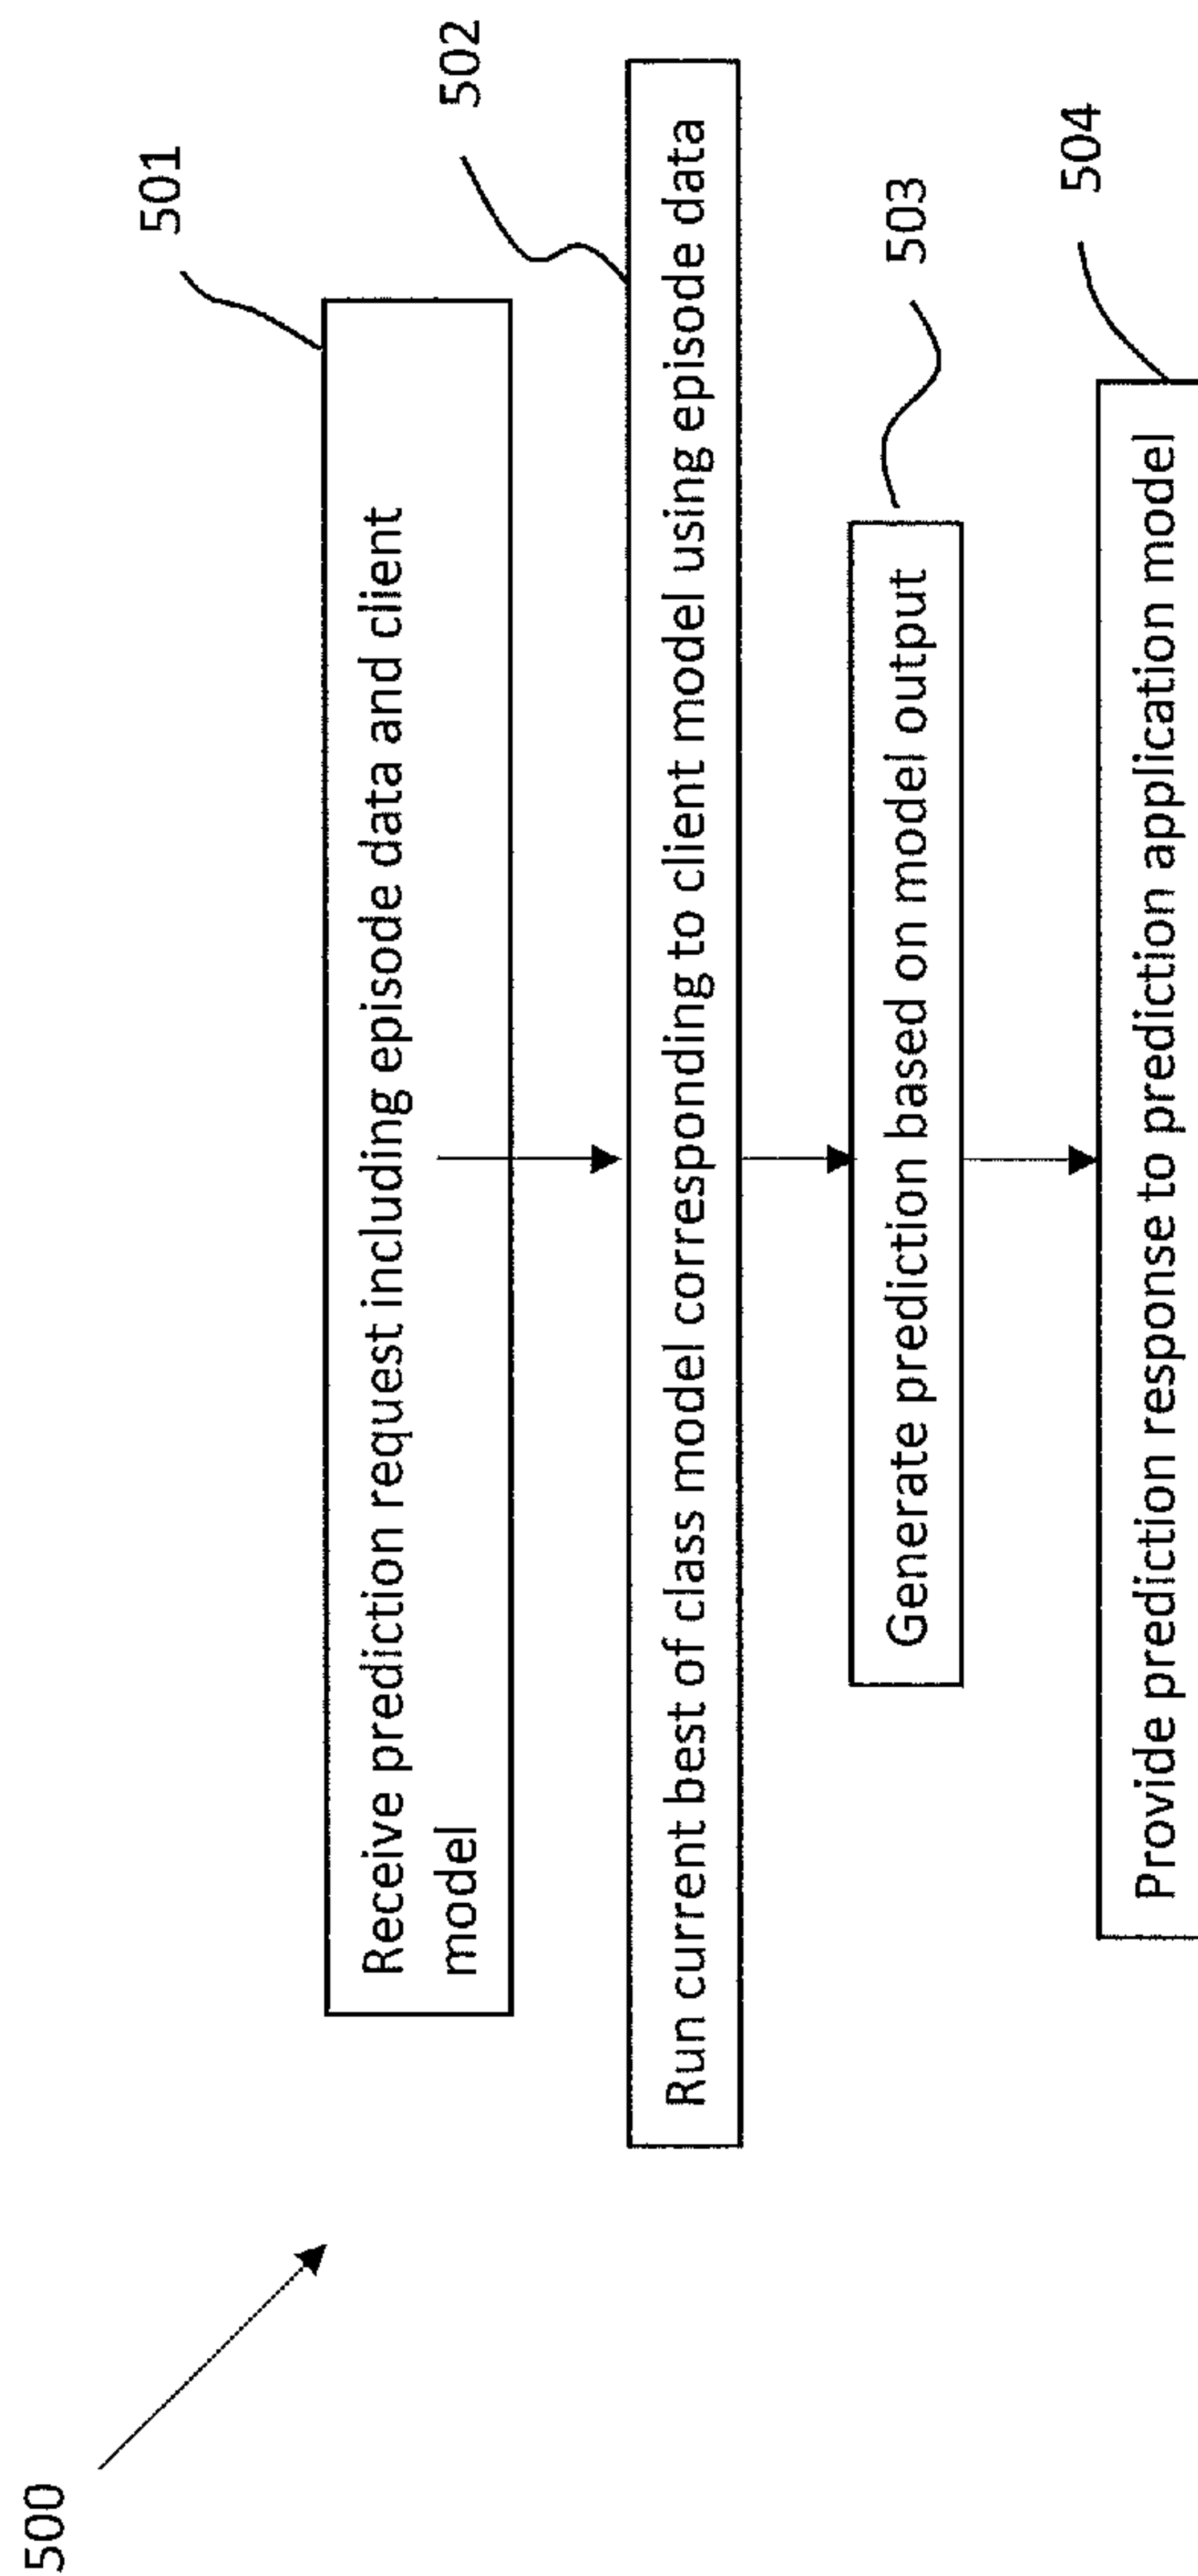 500
501
Receive prediction request including episode data and client
model
502
Run current best of class model corresponding to client model using episode data
503
Generate prediction based on model output
504
Provide prediction response to prediction application model